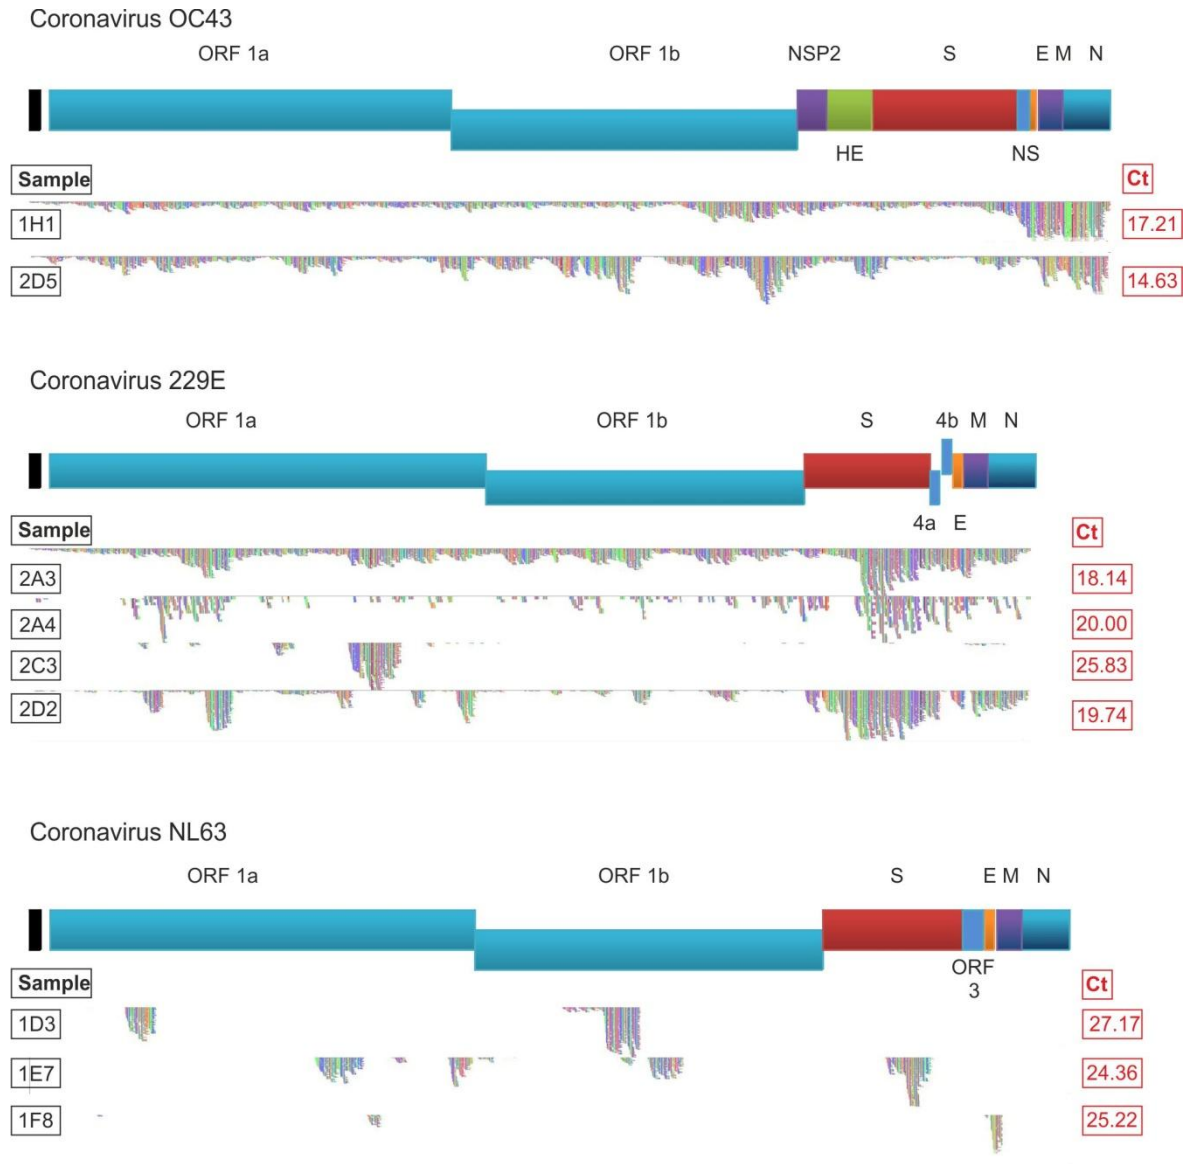 Coronavirus OC43
ORF 1a ORF 1b NSP2 S E M N
HE NS
Sample Ct
1H1 17.21
2D5 14.63
Coronavirus 229E
ORF 1a ORF 1b S 4b M N
4a E
Sample Ct
2A3 18.14
2A4 20.00
2C3 25.83
2D2 19.74
Coronavirus NL63
ORF 1a ORF 1b S E M N
ORF
3
Sample Ct
1D3 27.17
1E7 24.36
1F8 25.22